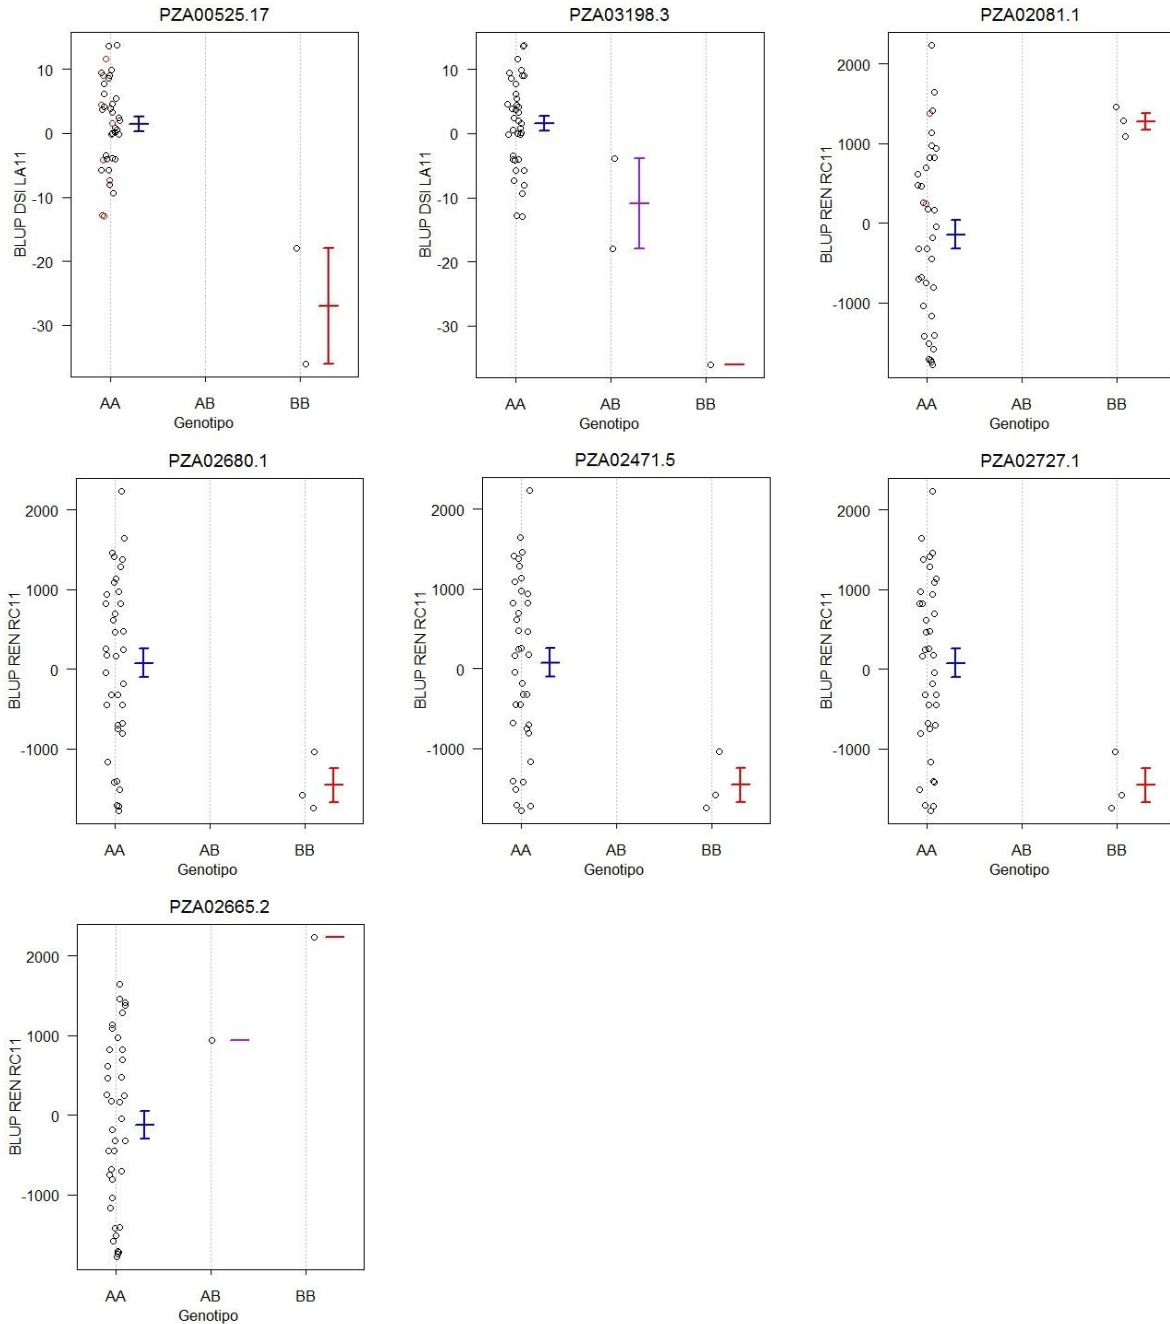 PZA00525.17
BLUP DSI LA11
10
0
-10
-20
-30
AA AB BB
Genotipo
PZA03198.3
BLUP DSI LA11
10
0
-10
-20
-30
AA AB BB
Genotipo
PZA02081.1
BLUP REN RC11
2000
1000
0
-1000
AA AB BB
Genotipo
PZA02680.1
BLUP REN RC11
2000
1000
0
-1000
AA AB BB
Genotipo
PZA02471.5
BLUP REN RC11
2000
1000
0
-1000
AA AB BB
Genotipo
PZA02727.1
BLUP REN RC11
2000
1000
0
-1000
AA AB BB
Genotipo
PZA02665.2
BLUP REN RC11
2000
1000
0
-1000
AA AB BB
Genotipo